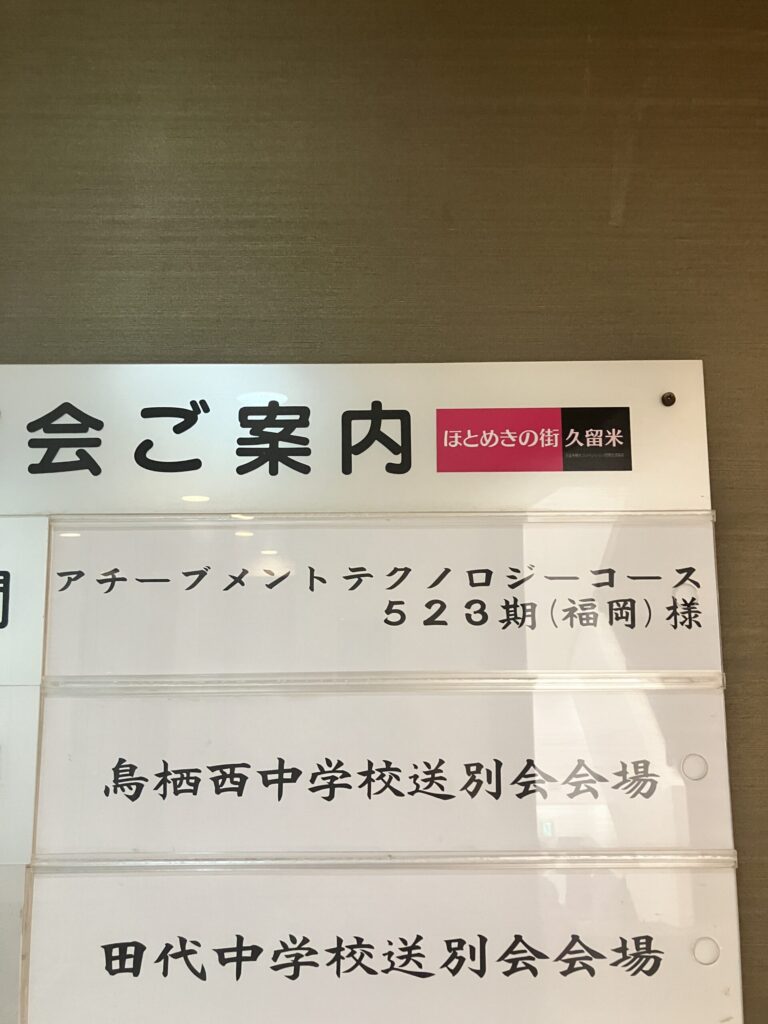 会ご案内
ほとめきの街 久留米
アチーブメントテクノロジーコース
523期(福岡)様
鳥栖西中学校送別会会場
田代中学校送別会会場